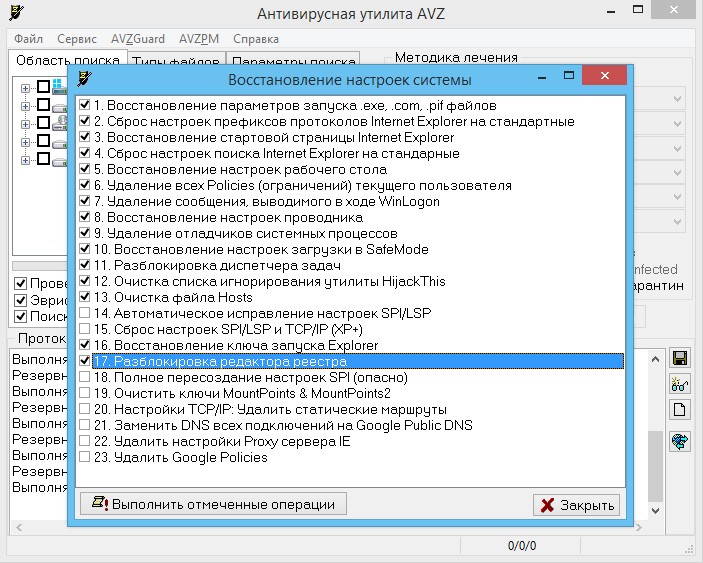 Антивирусная утилита AVZ
Файл Сервис AVZGuard AVZPM Справка
Область поиска Типы файлов Параметры поиска Методика лечения
Восстановление настроек системы
1. Восстановление параметров запуска .exe, .com, .pif файлов
2. Сброс настроек префиксов протоколов Internet Explorer на стандартные
3. Восстановление стартовой страницы Internet Explorer
4. Сброс настроек поиска Internet Explorer на стандарные
5. Восстановление настроек рабочего стола
6. Удаление всех Policies (ограничений) текущего пользователя
7. Удаление сообщения, выводимого в ходе WinLogon
8. Восстановление настроек проводника
9. Удаление отладчиков системных процессов
10. Восстановление настроек загрузки в SafeMode
11. Разблокировка диспетчера задач
12. Очистка списка игнорирования утилиты HijackThis
13. Очистка файла Hosts
14. Автоматическое исправление настроек SPI/LSP
15. Сброс настроек SPI/LSP и TCP/IP (XP+)
16. Восстановление ключа запуска Explorer
17. Разблокировка редактора реестра
18. Полное пересоздание настроек SPI (опасно)
19. Очистить ключи MountPoints & MountPoints2
20. Настройки TCP/IP: Удалить статические маршруты
21. Заменить DNS всех подключений на Google Public DNS
22. Удалить настройки Proxy сервера IE
23. Удалить Google Policies
Выполнить отмеченные операции
Закрыть
Прове
Эврис
Поиск
nfected
арантин
Проток
Выполня
Резервн
Выполня
Резервн
Выполня
Резервн
Выполня
Резервн
Выполня
0/0/0